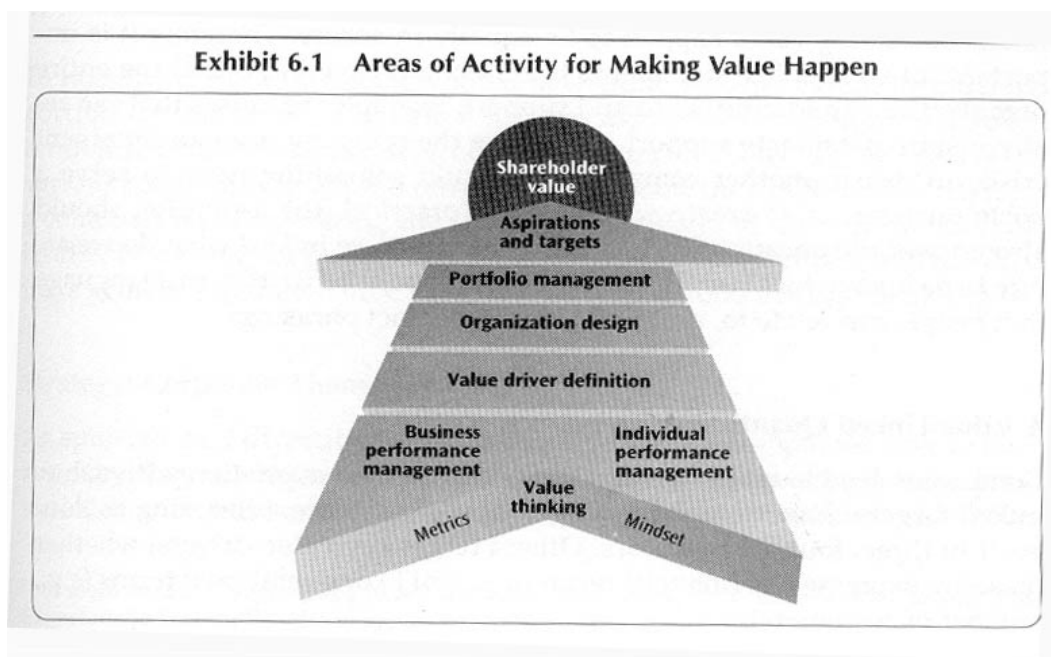 Exhibit 6.1 Areas of Activity for Making Value Happen
Shareholder
value
Aspirations
and targets
Portfolio management
Organization design
Value driver definition
Business
performance
management
Individual
performance
management
Value
thinking
Metrics
Mindset